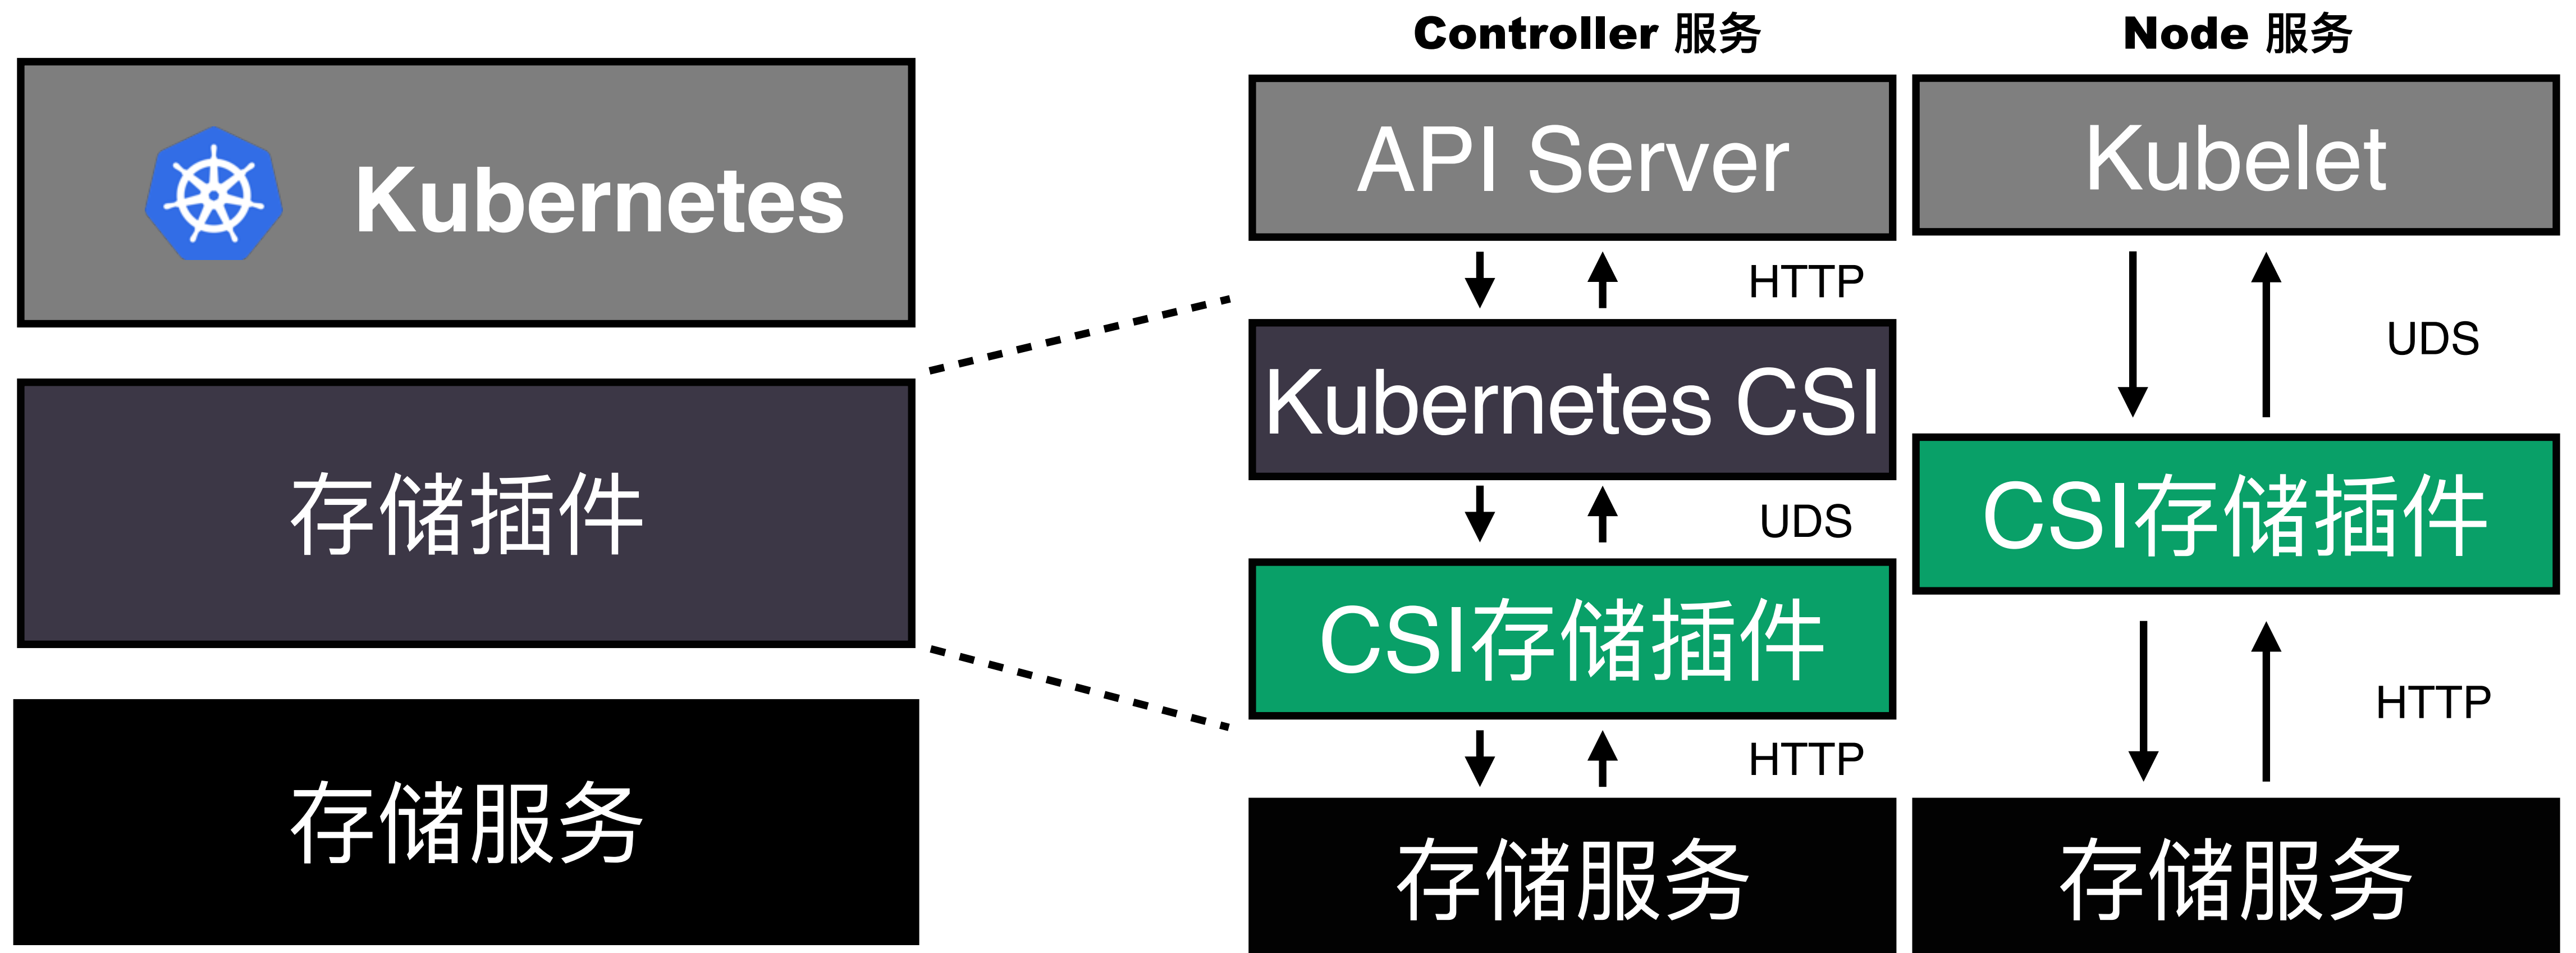 Kubernetes
存储插件
存储服务
Controller 服务
API Server
HTTP
Kubernetes CSI
UDS
CSI存储插件
HTTP
存储服务
Node 服务
Kubelet
UDS
CSI存储插件
HTTP
存储服务